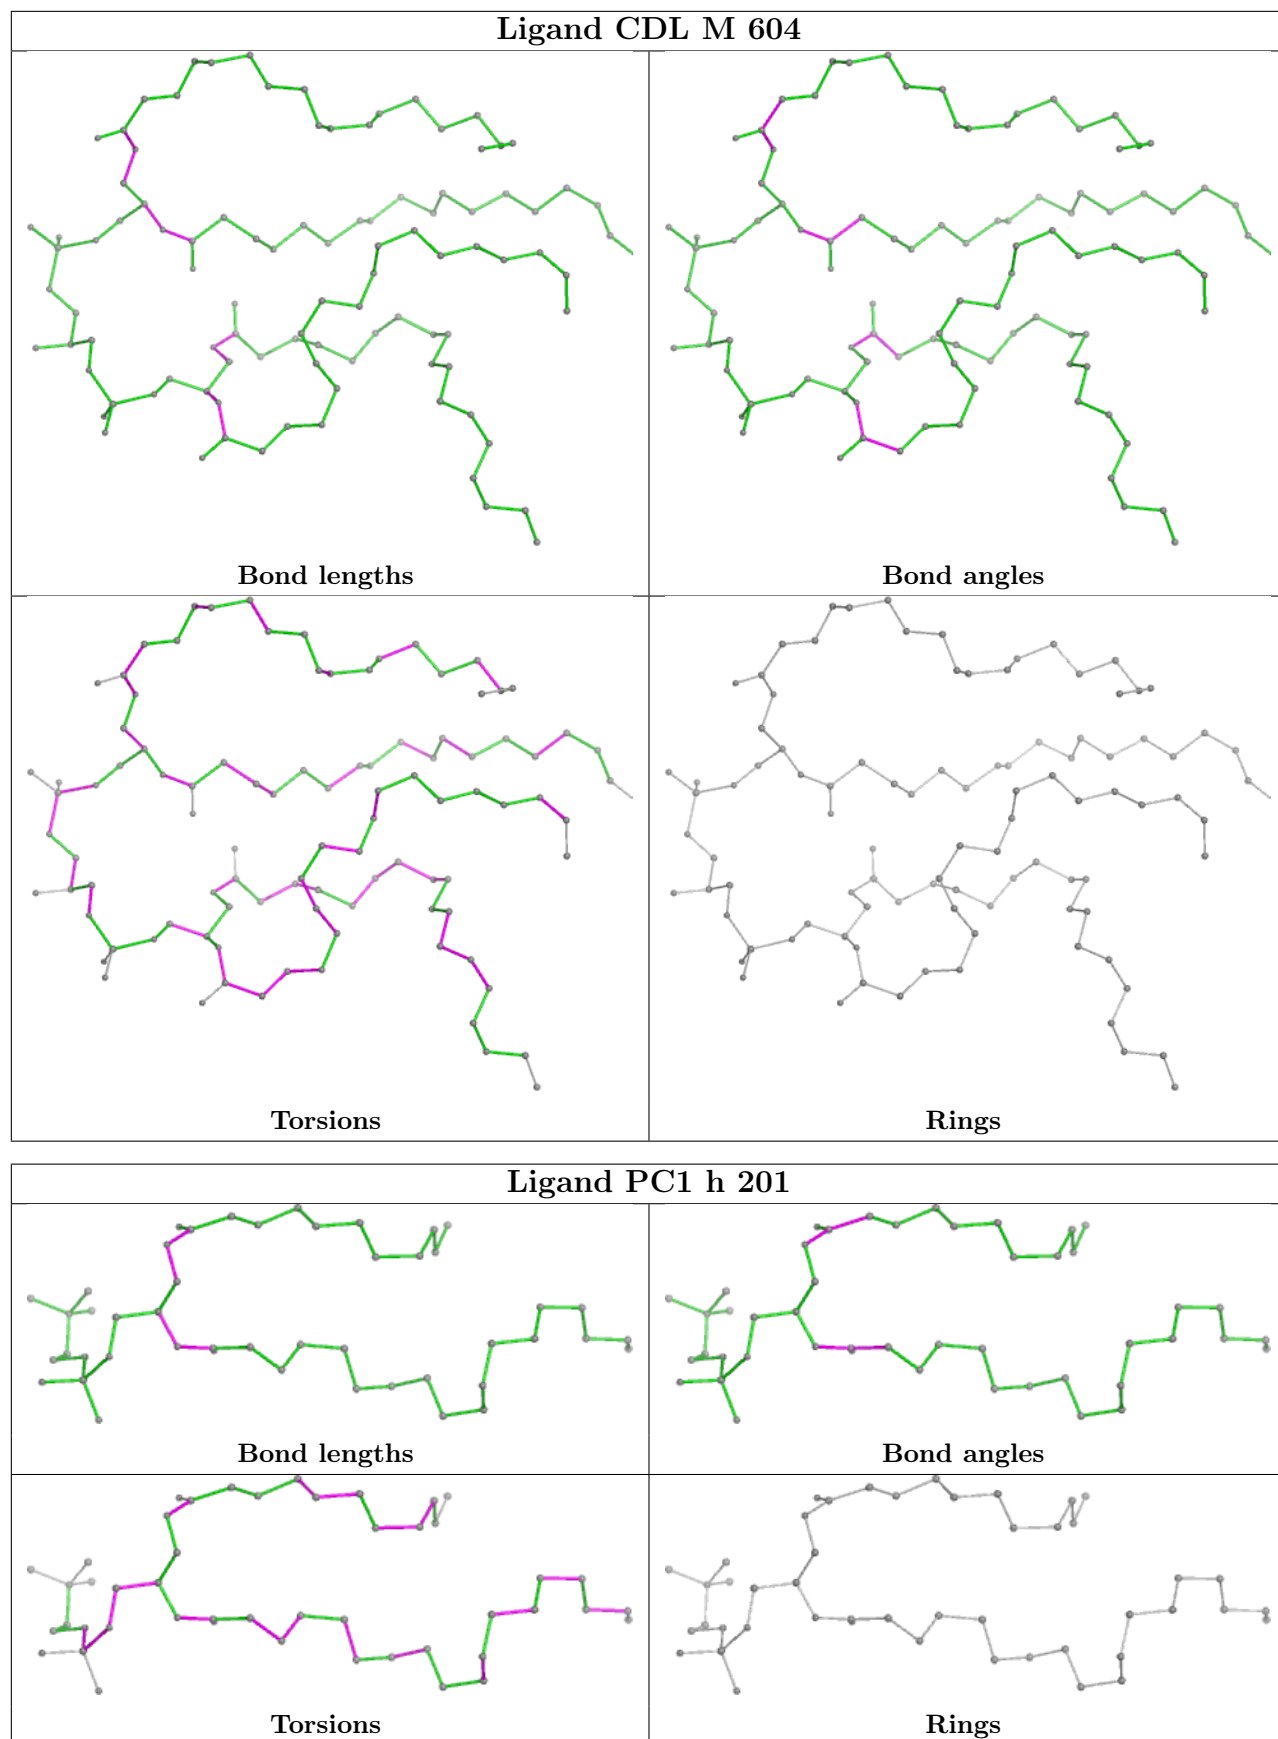 Ligand CDL M 604
Bond lengths
Bond angles
Torsions
Rings
Ligand PC1 h 201
Bond lengths
Bond angles
Torsions
Rings